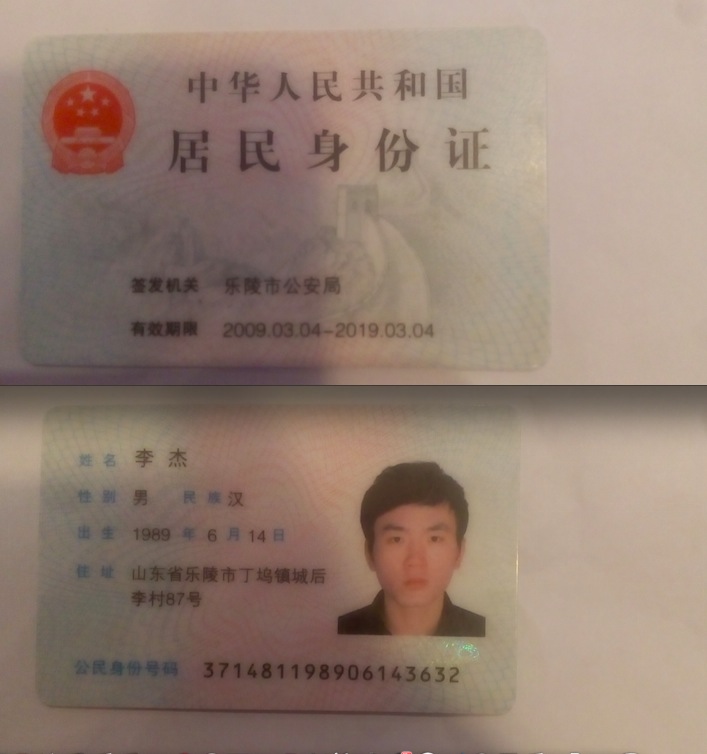 中华人民共和国
居民身份证
签发机关 乐陵市公安局
有效期限 2009.03.04-2019.03.04
姓名 李杰
性别 男 民族 汉
出生 1989 年 6 月 14 日
住址 山东省乐陵市丁坞镇城后
李村87号
公民身份号码 371481198906143632